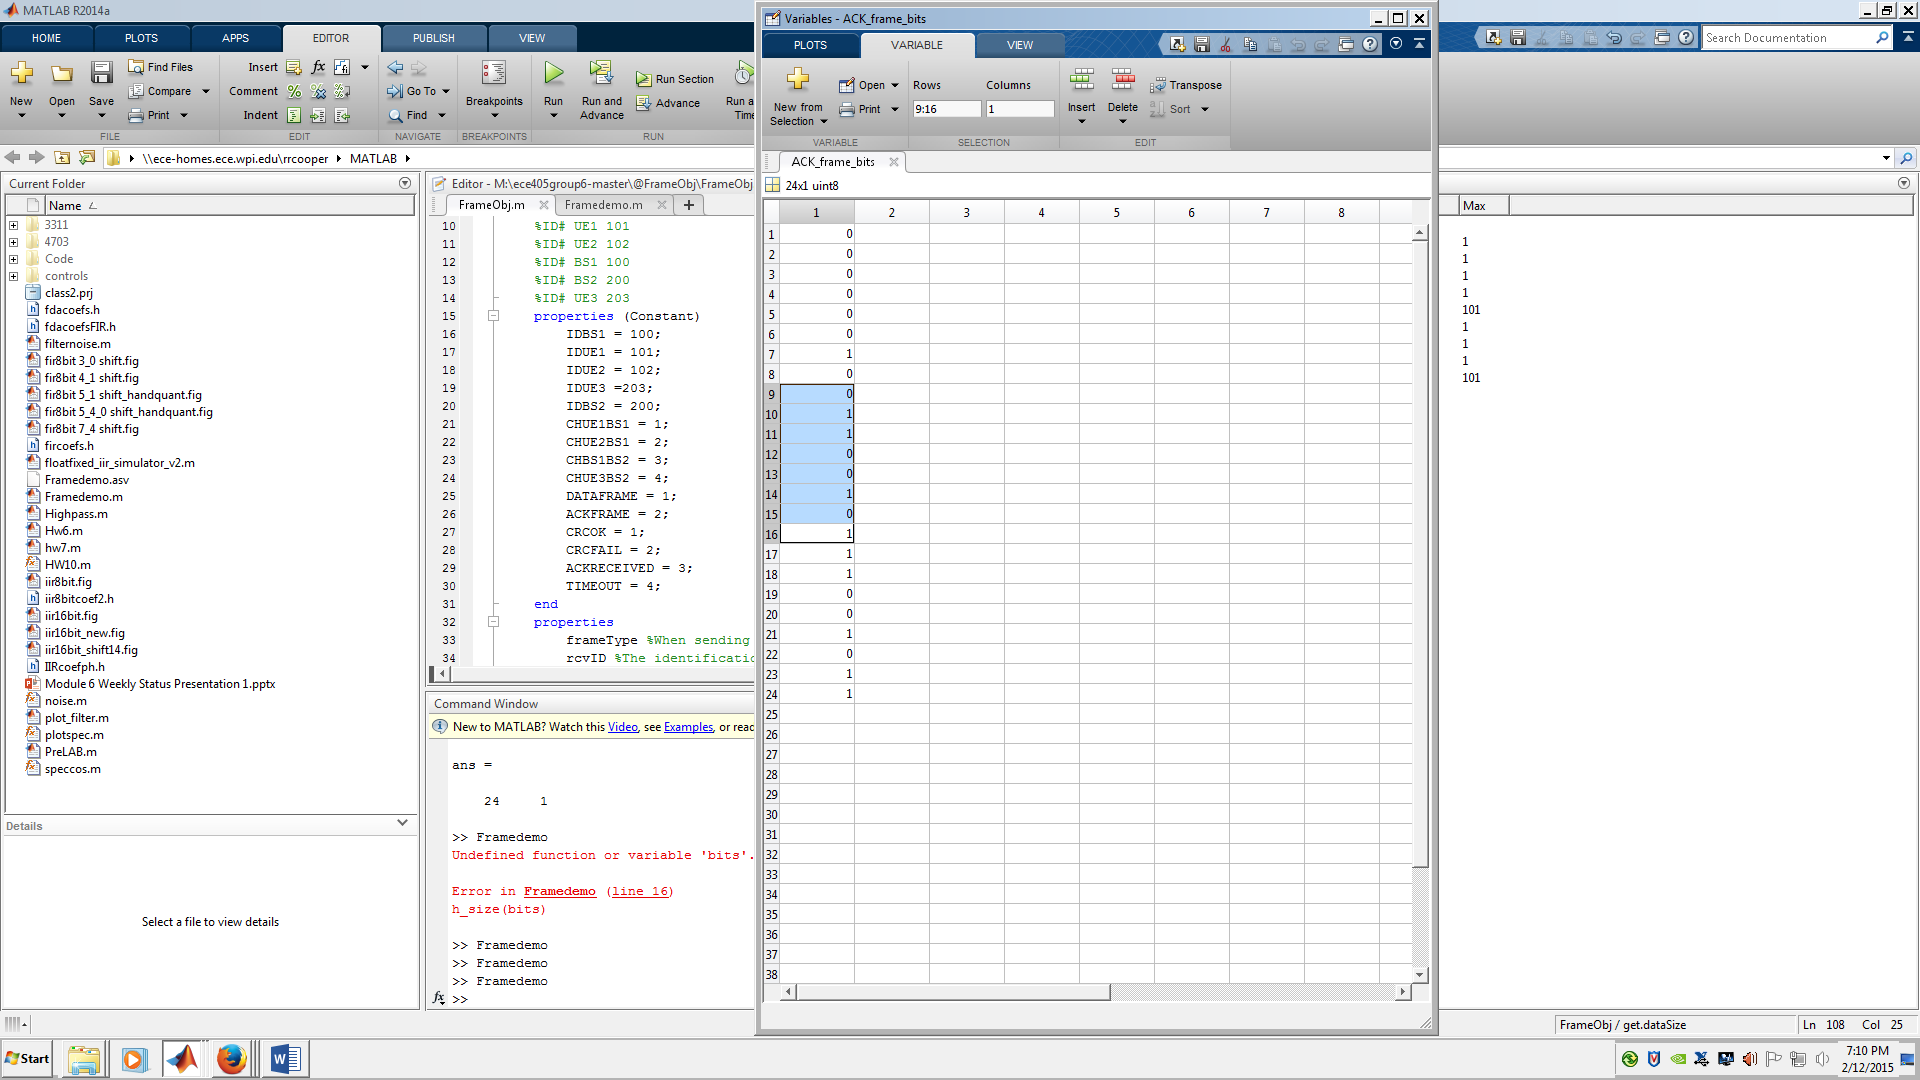 MATLAB R2014a
HOME PLOTS APPS EDITOR PUBLISH VIEW
Search Documentation
New Open Save
Find Files
Compare
Print
FILE
Insert
Comment
Indent
EDIT
Go To
Find
NAVIGATE
Breakpoints
BREAKPOINTS
Run
Run and Advance
Run Section
Advance
Run a
Time
RUN
\\ece-homes.ece.wpi.edu\rrcooper MATLAB
Current Folder
Name
3311
4703
Code
controls
class2.prj
fdacoefs.h
fdacoefsFIR.h
filternoise.m
fir8bit 3_0 shift.fig
fir8bit 4_1 shift.fig
fir8bit 5_1 shift_handquant.fig
fir8bit 5_4_0 shift_handquant.fig
fir8bit 7_4 shift.fig
fircoefs.h
floatfixed_iir_simulator_v2.m
Framedemo.asv
Framedemo.m
Highpass.m
Hw6.m
hw7.m
HW10.m
iir8bit.fig
iir8bitcoef2.h
iir16bit.fig
iir16bit_new.fig
iir16bit_shift14.fig
IIRcoefph.h
Module 6 Weekly Status Presentation 1.pptx
noise.m
plot_filter.m
plotspec.m
PreLAB.m
speccos.m
Details
Select a file to view details
Editor - M:\ece405group6-master\@FrameObj\FrameObj
FrameObj.m Framedemo.m
10 %ID# UE1 101
11 %ID# UE2 102
12 %ID# BS1 100
13 %ID# BS2 200
14 %ID# UE3 203
15 properties (Constant)
16 IDBS1 = 100;
17 IDUE1 = 101;
18 IDUE2 = 102;
19 IDUE3 =203;
20 IDBS2 = 200;
21 CHUE1BS1 = 1;
22 CHUE2BS1 = 2;
23 CHBS1BS2 = 3;
24 CHUE3BS2 = 4;
25 DATAFRAME = 1;
26 ACKFRAME = 2;
27 CRCOK = 1;
28 CRCFAIL = 2;
29 ACKRECEIVED = 3;
30 TIMEOUT = 4;
31 end
32 properties
33 frameType %When sending
34 rcvID %The identificatio
Command Window
New to MATLAB? Watch this Video, see Examples, or read
ans =
24 1
>> Framedemo
Undefined function or variable 'bits'.
Error in Framedemo (line 16)
h_size(bits)
>> Framedemo
>> Framedemo
>> Framedemo
fx >>
Variables - ACK_frame_bits
PLOTS VARIABLE VIEW
New from Selection
Open
Print
VARIABLE
Rows Columns
9:16 1
SELECTION
Insert Delete
Transpose
Sort
EDIT
ACK_frame_bits
24x1 uint8
1 2 3 4 5 6 7 8
1 0
2 0
3 0
4 0
5 0
6 0
7 1
8 0
9 0
10 1
11 1
12 0
13 0
14 1
15 0
16 1
17 1
18 1
19 0
20 0
21 1
22 0
23 1
24 1
25
26
27
28
29
30
31
32
33
34
35
36
37
38
Max
1
1
1
1
101
1
1
1
101
FrameObj / get.dataSize Ln 108 Col 25
Start
7:10 PM
2/12/2015